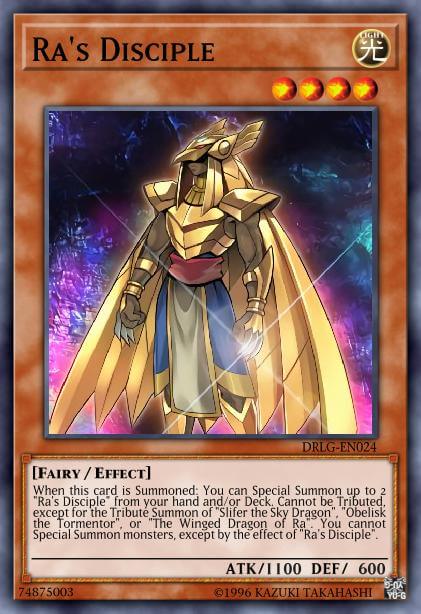 Ra's Disciple
LIGHT
光
DRLG-EN024
[Fairy / Effect]
When this card is Summoned: You can Special Summon up to 2
"Ra's Disciple" from your hand and/or Deck. Cannot be Tributed,
except for the Tribute Summon of "Slifer the Sky Dragon", "Obelisk
the Tormentor", or "The Winged Dragon of Ra". You cannot
Special Summon monsters, except by the effect of "Ra's Disciple".
ATK/1100 DEF/ 600
74875003
©1996 KAZUKI TAKAHASHI